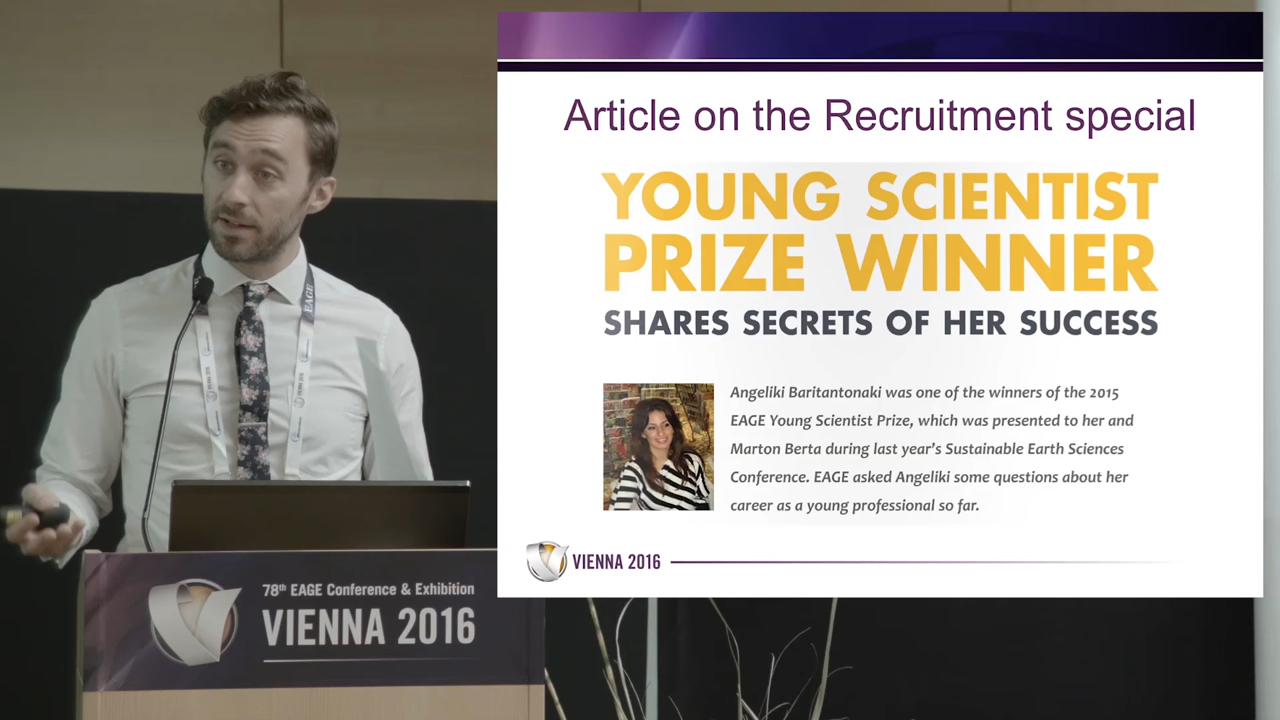 Article on the Recruitment special
YOUNG SCIENTIST
PRIZE WINNER
SHARES SECRETS OF HER SUCCESS
Angeliki Baritantonaki was one of the winners of the 2015
EAGE Young Scientist Prize, which was presented to her and
Marton Berta during last year's Sustainable Earth Sciences
Conference. EAGE asked Angeliki some questions about her
career as a young professional so far.
VIENNA 2016
EAGE
78th EAGE Conference & Exhibition
VIENNA 2016